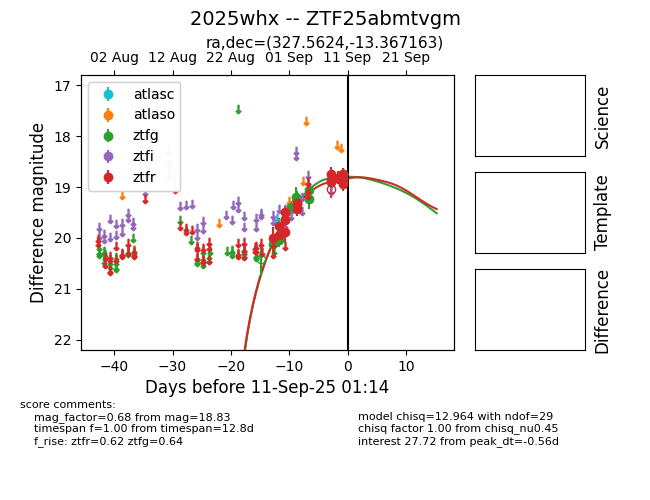 2025whx -- ZTF25abmtvgm
ra,dec=(327.5624,-13.367163)
02 Aug 12 Aug 22 Aug 01 Sep 11 Sep 21 Sep
17
18
19
20
21
22
Difference magnitude
atlasc
atlaso
ztfg
ztfi
ztfr
−40 −30 −20 −10 0 10
Days before 11-Sep-25 01:14
Science
Template
Difference
score comments:
mag_factor=0.68 from mag=18.83
timespan f=1.00 from timespan=12.8d
f_rise: ztfr=0.62 ztfg=0.64
model chisq=12.964 with ndof=29
chisq factor 1.00 from chisq_nu0.45
interest 27.72 from peak_dt=-0.56d